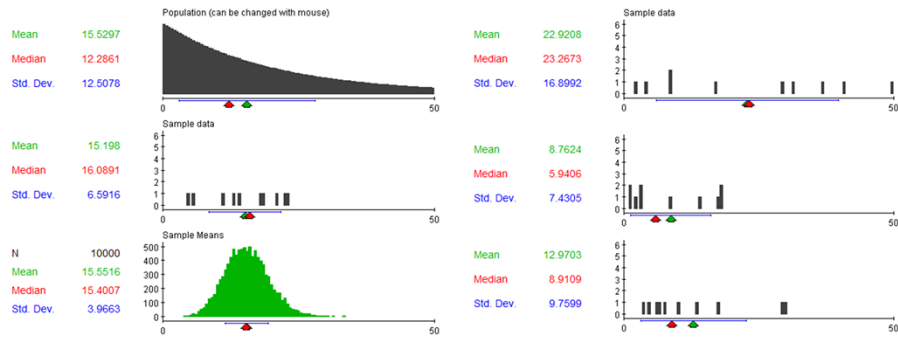 Population (can be changed with mouse)
Mean 15.5297
Median 12.2861
Std. Dev. 12.5078
0 50
Sample data
Mean 15.198
Median 16.0891
Std. Dev. 6.5916
6
5
4
3
2
1
0
0 50
Sample Means
N 10000
Mean 15.5516
Median 15.4007
Std. Dev. 3.9663
500
400
300
200
100
0
0 50
Sample data
Mean 22.9208
Median 23.2673
Std. Dev. 16.8992
6
5
4
3
2
1
0
0 50
Mean 8.7624
Median 5.9406
Std. Dev. 7.4305
6
5
4
3
2
1
0
0 50
Mean 12.9703
Median 8.9109
Std. Dev. 9.7599
6
5
4
3
2
1
0
0 50